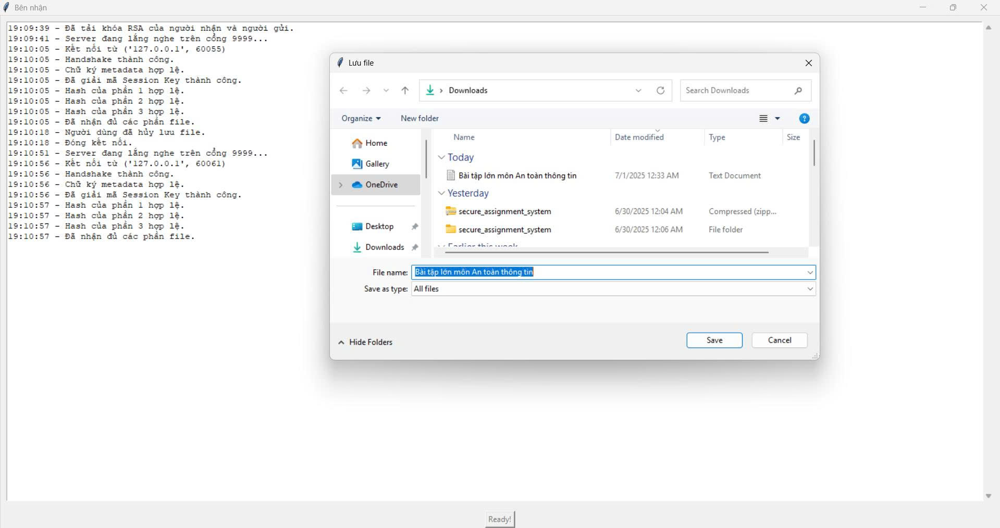 Bên nhận
19:09:39 - Đã tải khóa RSA của người nhận và người gửi.
19:09:41 - Server đang lắng nghe trên cổng 9999...
19:10:05 - Kết nối từ ('127.0.0.1', 60055)
19:10:05 - Handshake thành công.
19:10:05 - Chữ ký metadata hợp lệ.
19:10:05 - Đã giải mã Session Key thành công.
19:10:05 - Hash của phần 1 hợp lệ.
19:10:05 - Hash của phần 2 hợp lệ.
19:10:05 - Hash của phần 3 hợp lệ.
19:10:05 - Đã nhận đủ các phần file.
19:10:18 - Người dùng đã hủy lưu file.
19:10:18 - Đóng kết nối.
19:10:51 - Server đang lắng nghe trên cổng 9999...
19:10:56 - Kết nối từ ('127.0.0.1', 60061)
19:10:56 - Handshake thành công.
19:10:56 - Chữ ký metadata hợp lệ.
19:10:56 - Đã giải mã Session Key thành công.
19:10:57 - Hash của phần 1 hợp lệ.
19:10:57 - Hash của phần 2 hợp lệ.
19:10:57 - Hash của phần 3 hợp lệ.
19:10:57 - Đã nhận đủ các phần file.
Lưu file
Downloads
Search Downloads
Organize
New folder
Home
Gallery
OneDrive
Desktop
Downloads
Name Date modified Type Size
Today
Bài tập lớn môn An toàn thông tin 7/1/2025 12:33 AM Text Document
Yesterday
secure_assignment_system 6/30/2025 12:04 AM Compressed (zipp...
secure_assignment_system 6/30/2025 12:06 AM File folder
Earlier this week
File name: Bài tập lớn môn An toàn thông tin
Save as type: All files
Hide Folders
Save
Cancel
Ready!